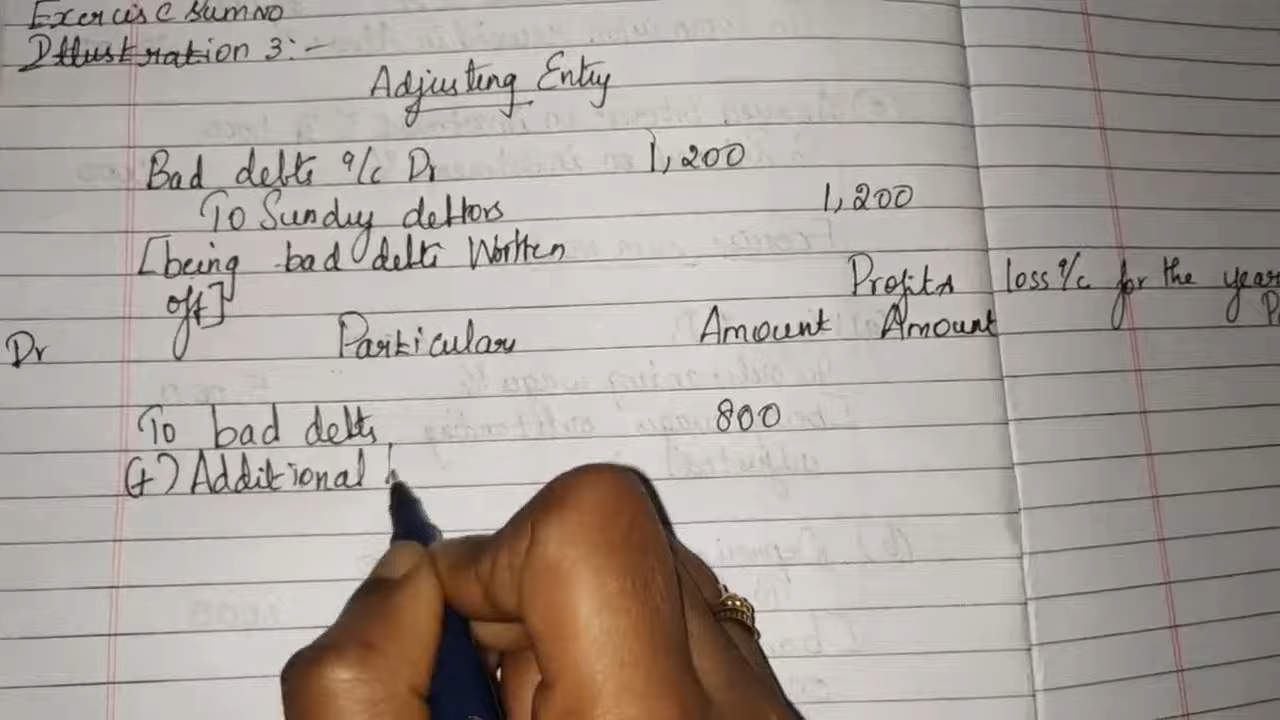 Exercise Sum No
Illustration 3:-
Adjusting Entry
Bad debts a/c Dr 1,200
To Sundry debtors 1,200
[being bad debts Written
off]
Profit & loss a/c for the year
Dr Particulars Amount Amount
To bad debts 800
(+) Additional